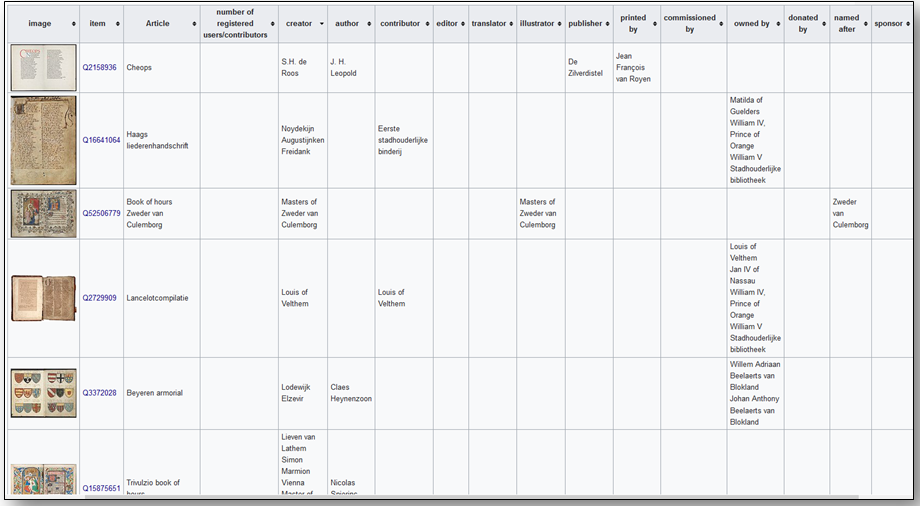 image item Article number of creator author contributor editor translator illustrator publisher printed commissioned owned by donated named sponsor
registered by by by after
users/contributors
Q2158936 Cheops S.H. de J. H. De Jean
Roos Leopold Zilverdistel François
van Royen
Q16641064 Haags Noydekijn Eerste Matilda of
liederenhandschrift Augustijnken stadhouderlijke Guelders
Freidank binderij William IV,
Prince of
Orange
William V
Stadhouderlijke
bibliotheek
Q52506779 Book of hours Masters of Masters of Zweder
Zweder van Zweder van Zweder van van
Culemborg Culemborg Culemborg Culemborg
Q2729909 Lancelotcompilatie Louis of Louis of Louis of
Velthem Velthem Velthem
Jan IV of
Nassau
William IV,
Prince of
Orange
William V
Stadhouderlijke
bibliotheek
Q3372028 Beyeren armorial Lodewijk Claes Willem Adriaan
Elzevir Heynenzoon Beelaerts van
Blokland
Johan Anthony
Beelaerts van
Blokland
Q15875651 Trivulzio book of Lieven van Nicolas
hours Lathem Spierinc
Simon
Marmion
Vienna
Master of